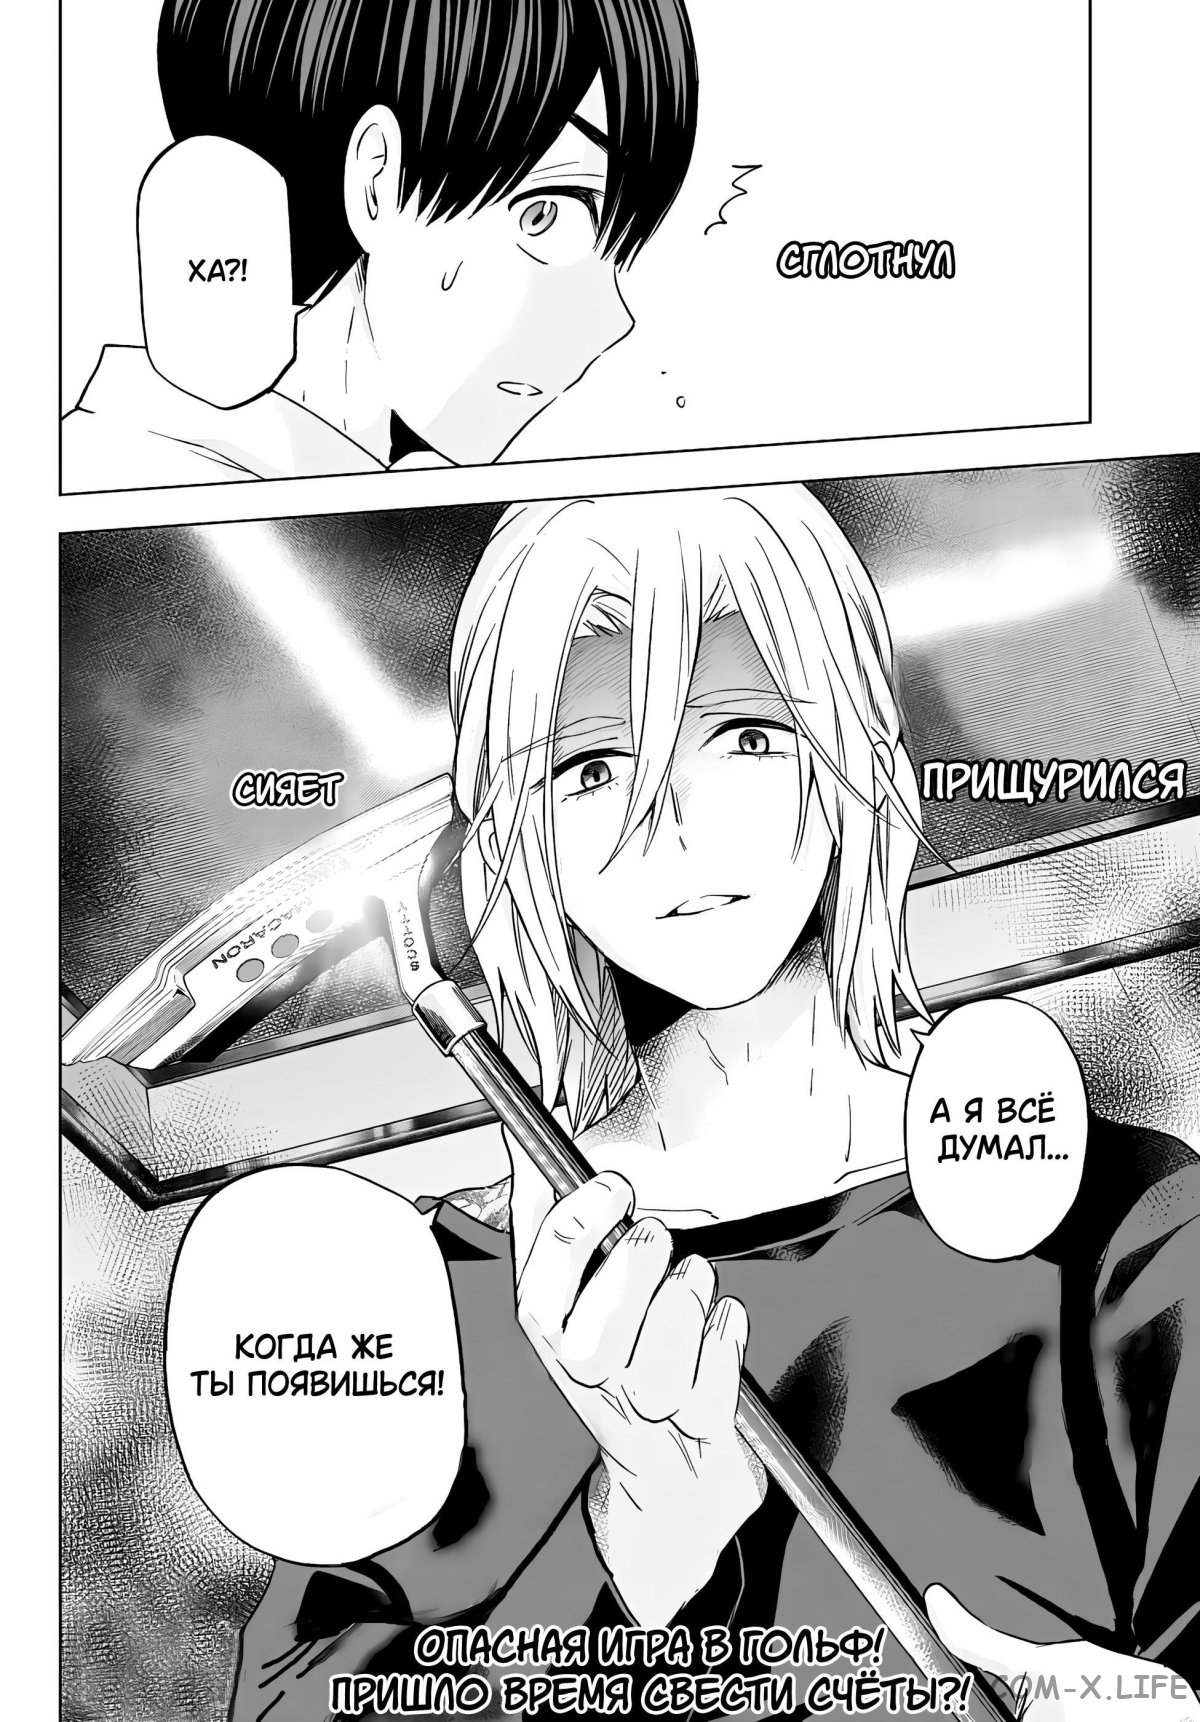 ХА?!
СГЛОТНУЛ
СИЯЕТ
ПРИЩУРИЛСЯ
MACARON
А Я ВСЁ
ДУМАЛ...
КОГДА ЖЕ
ТЫ ПОЯВИШЬСЯ!
ОПАСНАЯ ИГРА В ГОЛЬФ!
ПРИШЛО ВРЕМЯ СВЕСТИ СЧЁТЫ?!
COM-X.LIFE